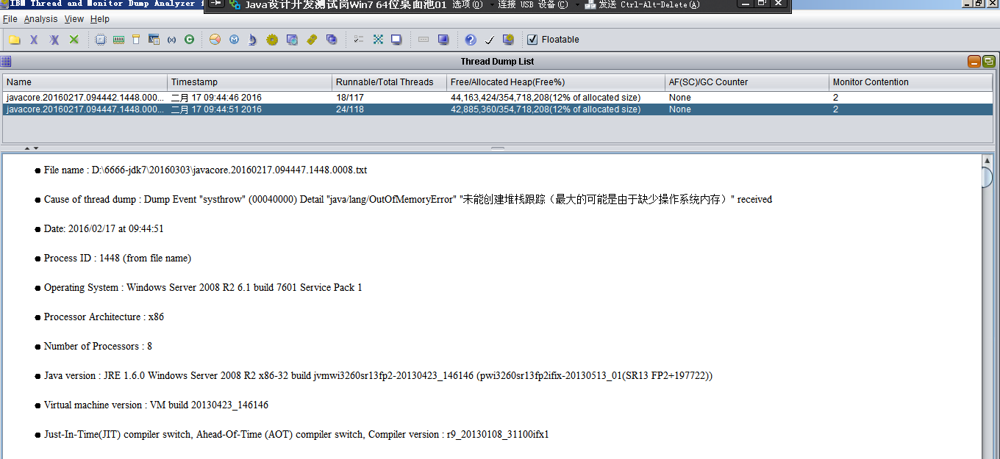 IBM Thread and Monitor Dump Analyzer f
Java设计开发测试岗Win7 64位桌面池01 选项(O) 连接 USB 设备(C) 发送 Ctrl-Alt-Delete(A)
File Analysis View Help
Floatable
Thread Dump List
Name Timestamp Runnable/Total Threads Free/Allocated Heap(Free%) AF(SC)/GC Counter Monitor Contention
javacore.20160217.094442.1448.000... 二月 17 09:44:46 2016 18/117 44,163,424/354,718,208(12% of allocated size) None 2
javacore.20160217.094447.1448.000... 二月 17 09:44:51 2016 24/118 42,885,360/354,718,208(12% of allocated size) None 2
● File name : D:\6666-jdk7\20160303\javacore.20160217.094447.1448.0008.txt
● Cause of thread dump : Dump Event "systhrow" (00040000) Detail "java/lang/OutOfMemoryError" "未能创建堆栈跟踪（最大的可能是由于缺少操作系统内存）" received
● Date: 2016/02/17 at 09:44:51
● Process ID : 1448 (from file name)
● Operating System : Windows Server 2008 R2 6.1 build 7601 Service Pack 1
● Processor Architecture : x86
● Number of Processors : 8
● Java version : JRE 1.6.0 Windows Server 2008 R2 x86-32 build jvmwi3260sr13fp2-20130423_146146 (pwi3260sr13fp2ifix-20130513_01(SR13 FP2+197722))
● Virtual machine version : VM build 20130423_146146
● Just-In-Time(JIT) compiler switch, Ahead-Of-Time (AOT) compiler switch, Compiler version : r9_20130108_31100ifx1